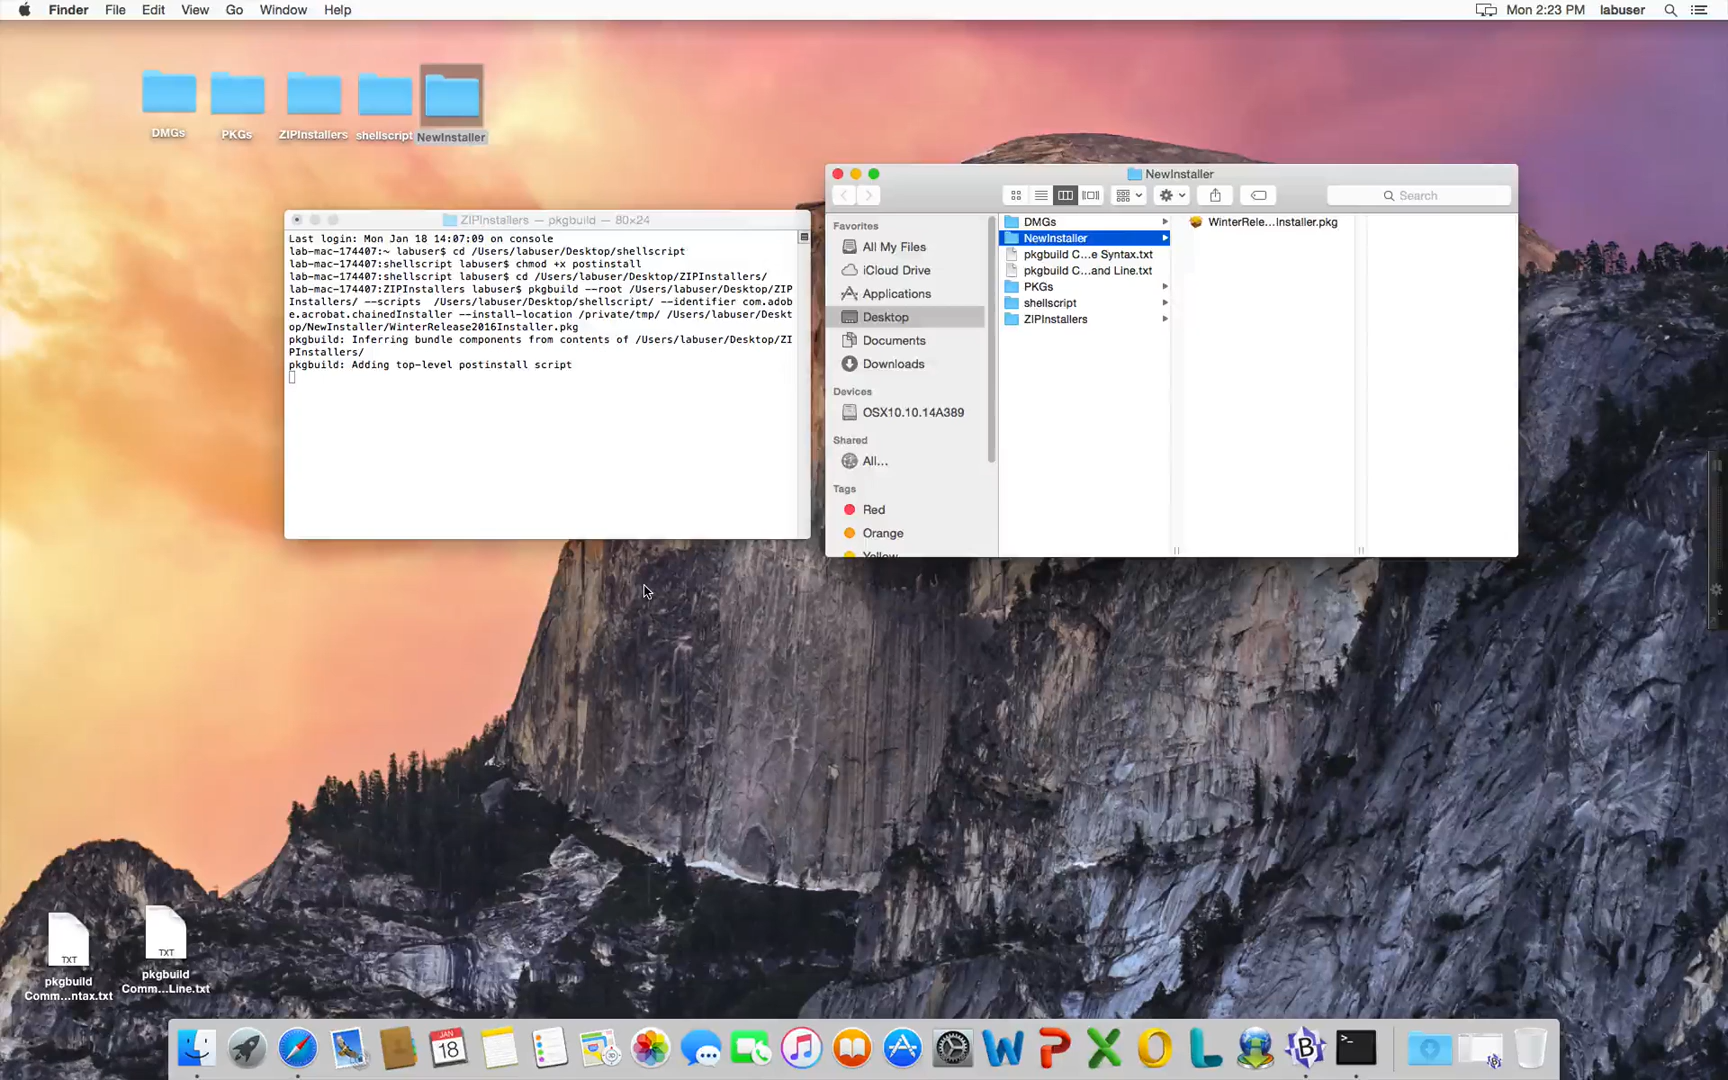 Finder File Edit View Go Window Help
Mon 2:23 PM labuser
DMGs
PKGs
ZIPInstallers
shellscript
NewInstaller
ZIPInstallers — pkgbuild — 80x24
Last login: Mon Jan 18 14:07:09 on console
lab-mac-174407:~ labuser$ cd /Users/labuser/Desktop/shellscript
lab-mac-174407:shellscript labuser$ chmod +x postinstall
lab-mac-174407:shellscript labuser$ cd /Users/labuser/Desktop/ZIPInstallers/
lab-mac-174407:ZIPInstallers labuser$ pkgbuild --root /Users/labuser/Desktop/ZIP
Installers/ --scripts  /Users/labuser/Desktop/shellscript/ --identifier com.adob
e.acrobat.chainedInstaller --install-location /private/tmp/ /Users/labuser/Deskt
op/NewInstaller/WinterRelease2016Installer.pkg
pkgbuild: Inferring bundle components from contents of /Users/labuser/Desktop/ZI
PInstallers/
pkgbuild: Adding top-level postinstall script
NewInstaller
Search
Favorites
All My Files
iCloud Drive
Applications
Desktop
Documents
Downloads
Devices
OSX10.10.14A389
Shared
All...
Tags
Red
Orange
Yellow
DMGs
NewInstaller
pkgbuild C...e Syntax.txt
pkgbuild C...and Line.txt
PKGs
shellscript
ZIPInstallers
WinterRele...Installer.pkg
TXT
pkgbuild
Comm...ntax.txt
TXT
pkgbuild
Comm...Line.txt
JAN
18